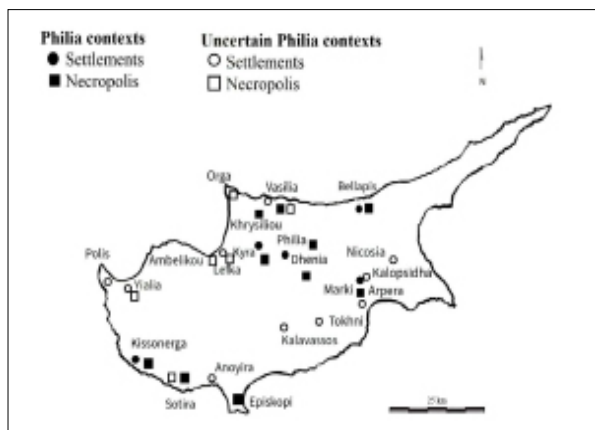 Philia contexts
Settlements
Necropolis
Uncertain Philia contexts
Settlements
Necropolis
N
Orga
Vasilia
Bellapis
Khrysiliou
Philia
Ambelikou
Kyra
Lefka
Dhenia
Nicosia
Polis
Kalopsidha
Yialia
Marki
Arpera
Tokhni
Kalavassos
Kissonerga
Anoyira
Sotira
Episkopi
25 km